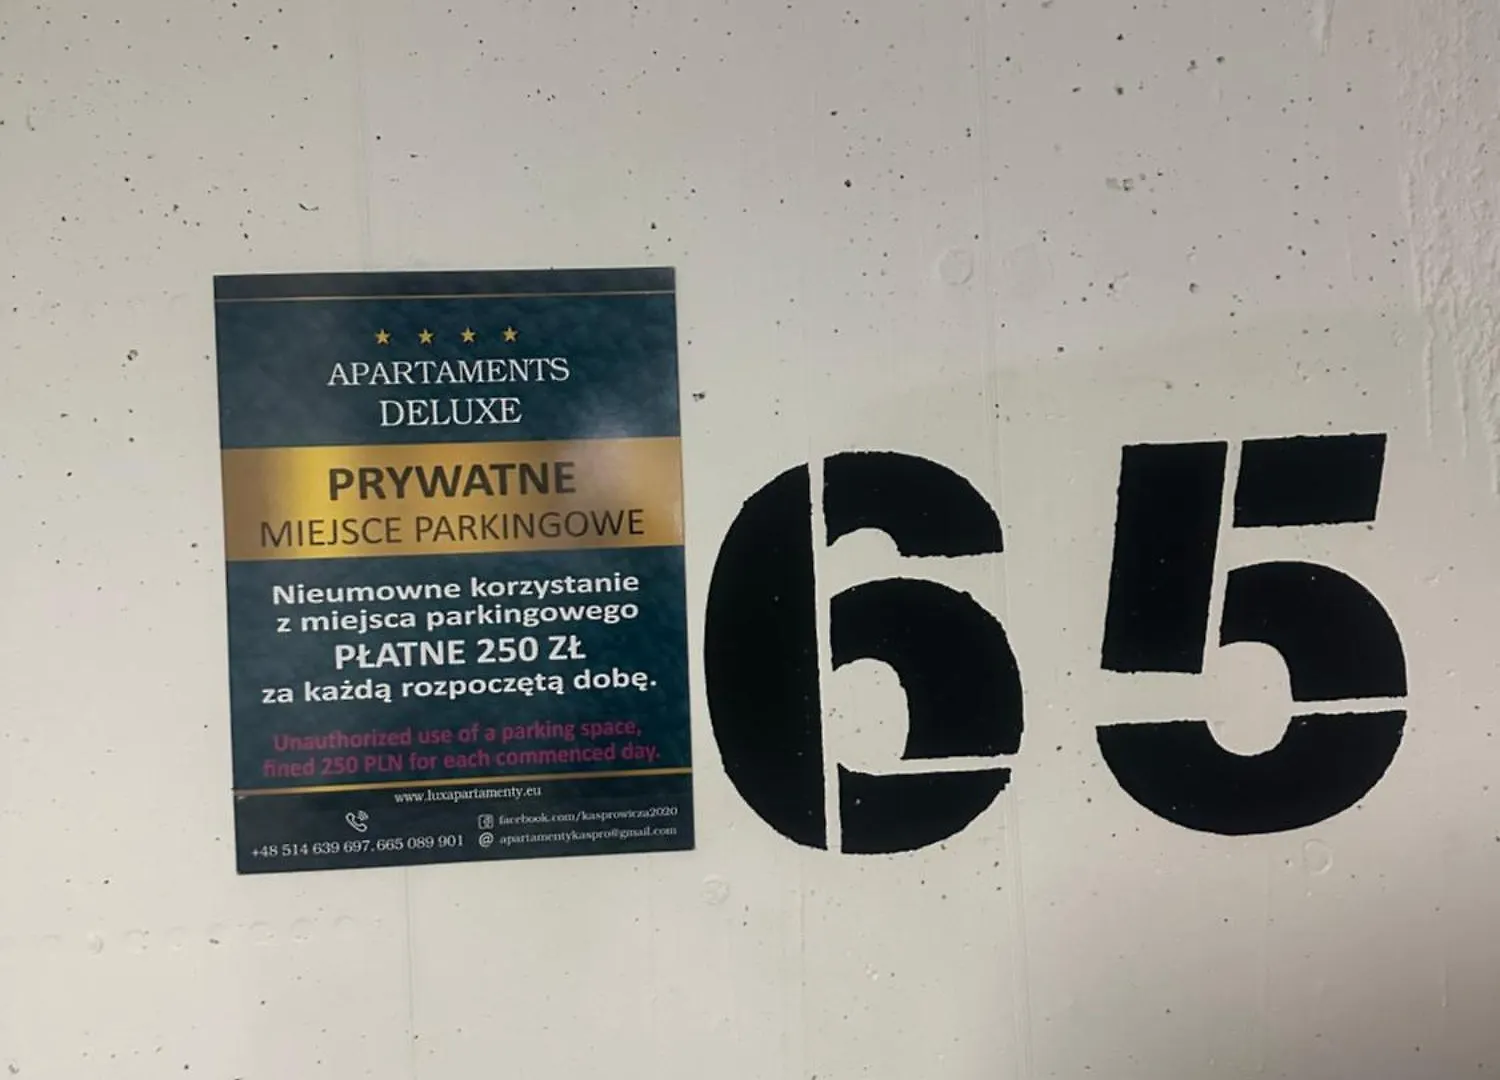 APARTAMENTS
DELUXE
PRYWATNE
MIEJSCE PARKINGOWE
Nieumowne korzystanie
z miejsca parkingowego
PŁATNE 250 ZŁ
za każdą rozpoczętą dobę.
Unauthorized use of a parking space,
fined 250 PLN for each commenced day.
www.luxapartamenty.eu
facebook.com/kasprowicza2020
+48 514 639 697, 665 089 901
@ apartamentykaspro@gmail.com
65